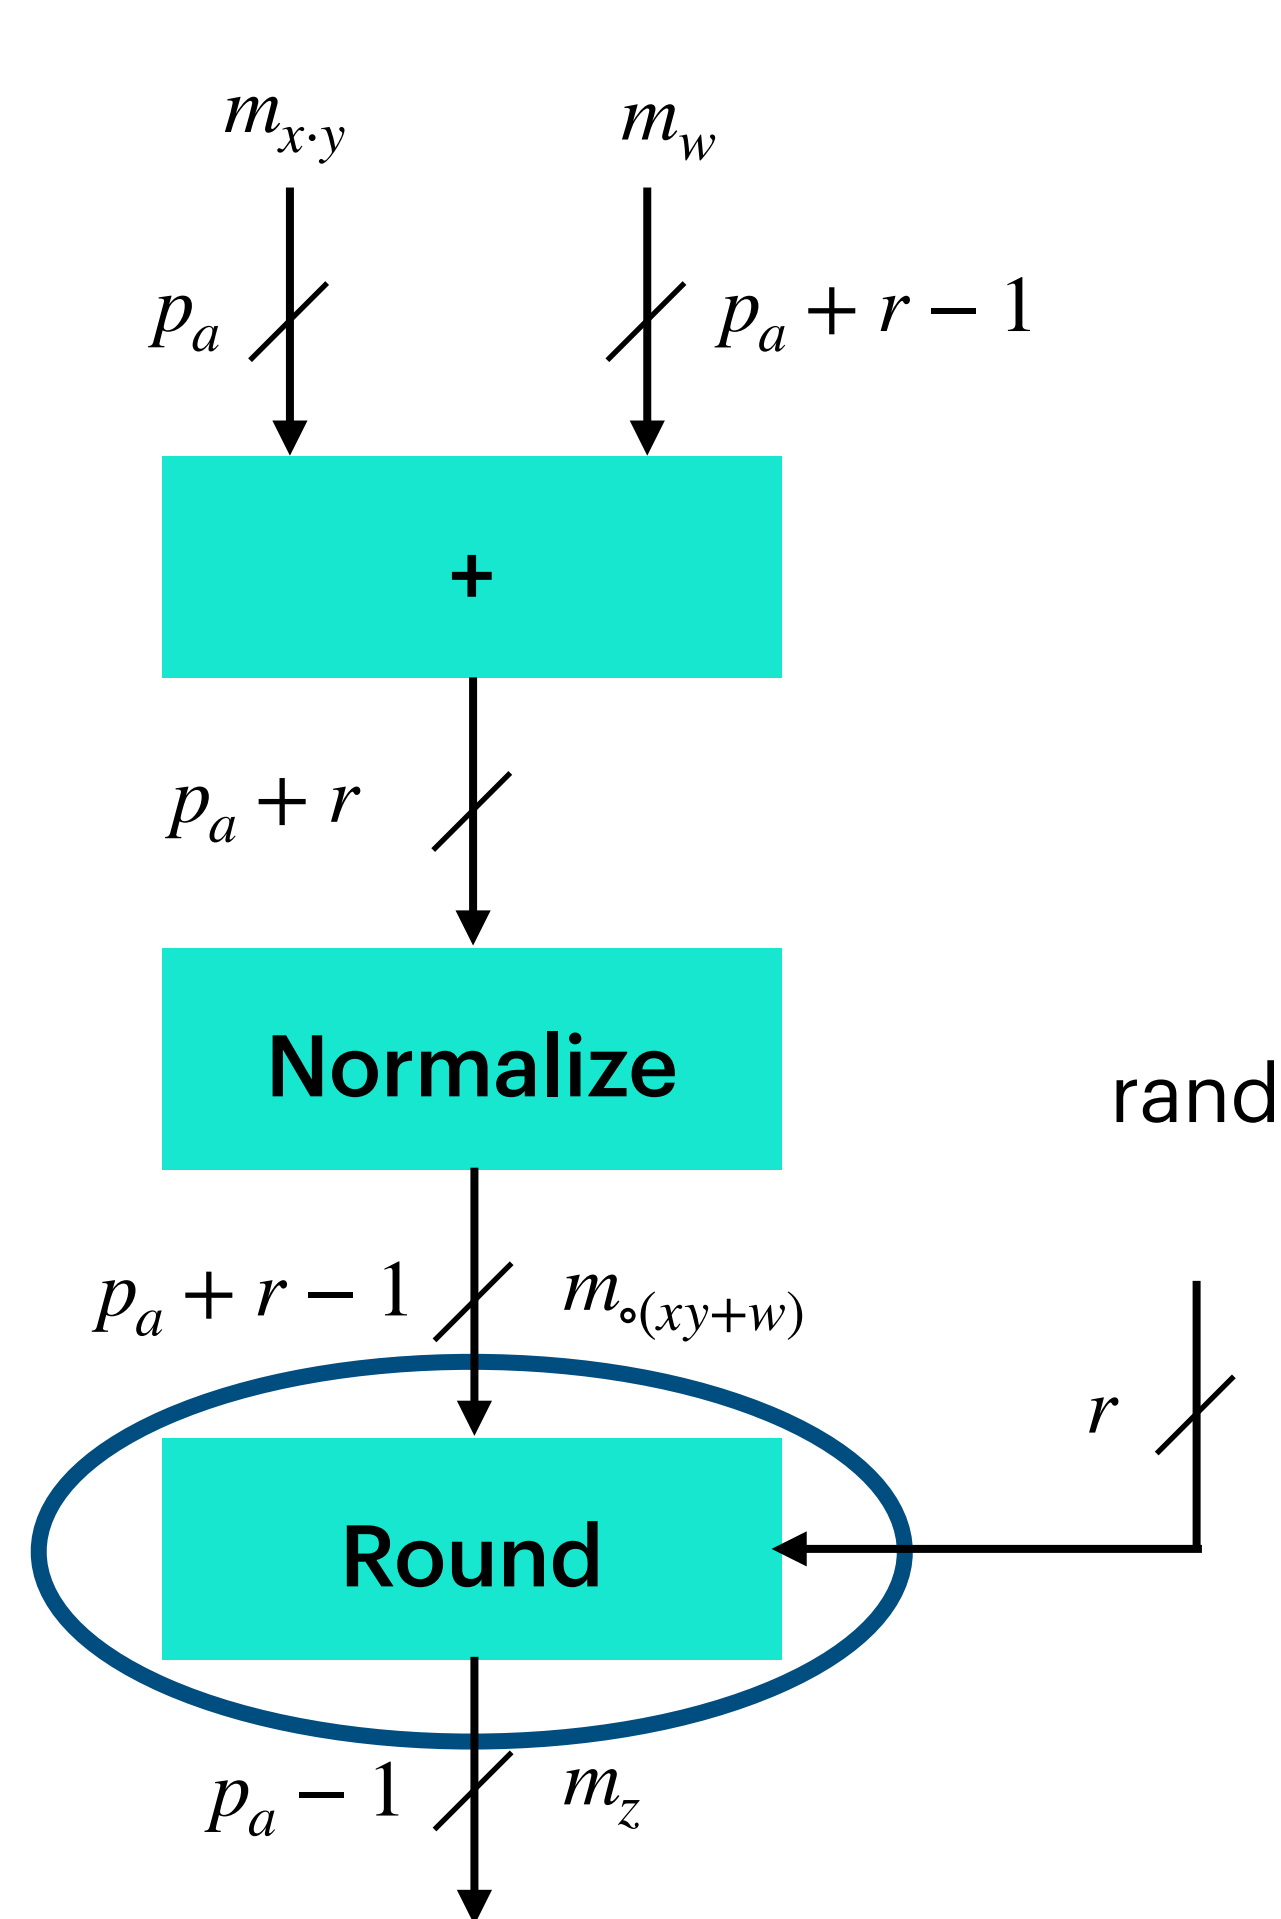 m_{x·y} m_w
p_a p_a + r − 1
+
p_a + r
Normalize
rand
p_a + r − 1 m_{∘(xy+w)}
r
Round
p_a − 1 m_z